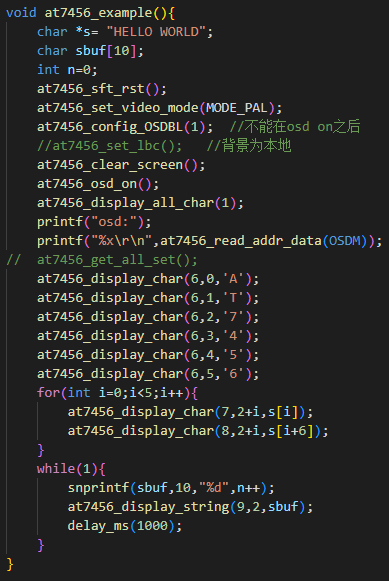 void at7456_example(){
    char *s= "HELLO WORLD";
    char sbuf[10];
    int n=0;
    at7456_sft_rst();
    at7456_set_video_mode(MODE_PAL);
    at7456_config_OSDBL(1);  //不能在osd on之后
    //at7456_set_lbc();   //背景为本地
    at7456_clear_screen();
    at7456_osd_on();
    at7456_display_all_char(1);
    printf("osd:");
    printf("%x\r\n",at7456_read_addr_data(OSDM));
//  at7456_get_all_set();
    at7456_display_char(6,0,'A');
    at7456_display_char(6,1,'T');
    at7456_display_char(6,2,'7');
    at7456_display_char(6,3,'4');
    at7456_display_char(6,4,'5');
    at7456_display_char(6,5,'6');
    for(int i=0;i<5;i++){
        at7456_display_char(7,2+i,s[i]);
        at7456_display_char(8,2+i,s[i+6]);
    }
    while(1){
        snprintf(sbuf,10,"%d",n++);
        at7456_display_string(9,2,sbuf);
        delay_ms(1000);
    }
}